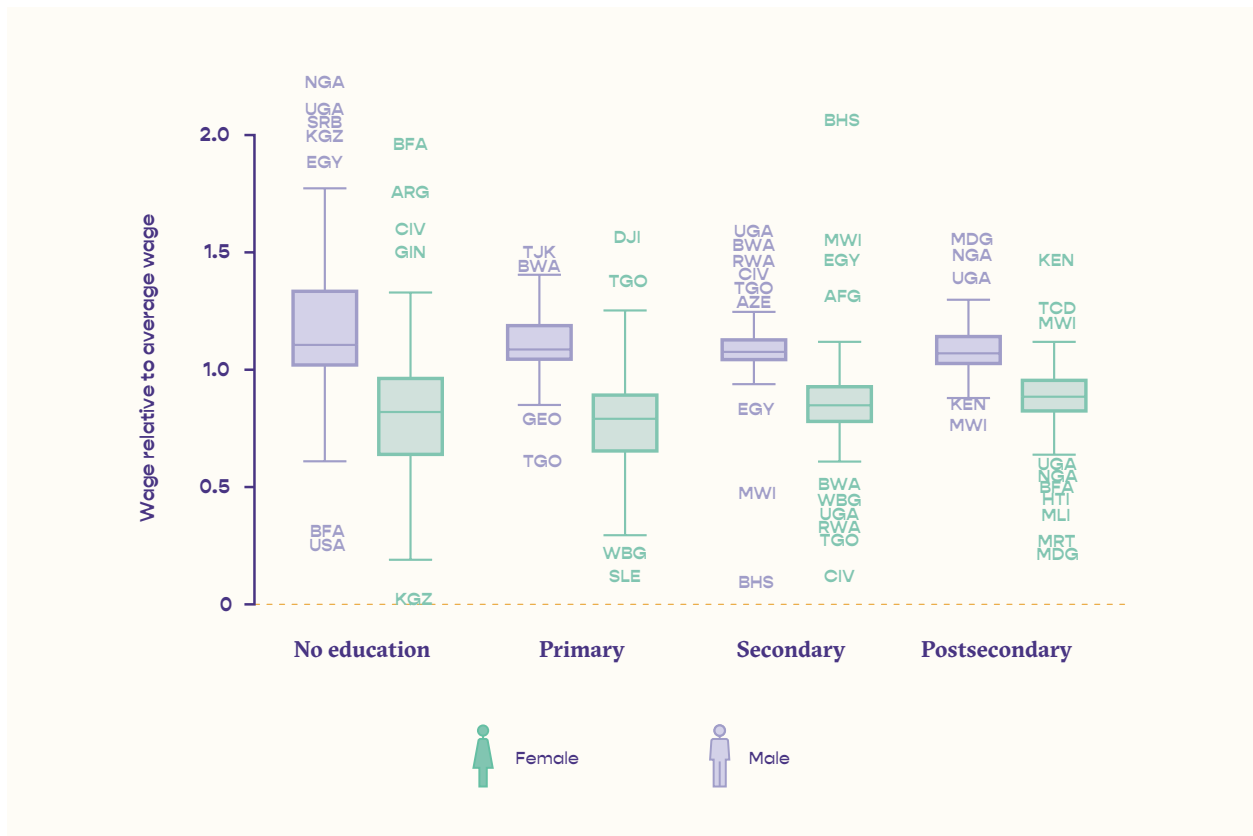 NGA
UGA
SRB
2.0
KGZ
BHS
BFA
EGY
ARG
Wage relative to average wage
CIV
GIN
1.5
TJK
BWA
DJI
TGO
UGA
BWA
RWA
CIV
TGO
AZE
MWI
EGY
AFG
MDG
NGA
UGA
KEN
TCD
MWI
1.0
GEO
TGO
EGY
KEN
MWI
0.5
BFA
USA
MWI
BWA
WBG
UGA
RWA
TGO
UGA
NGA
BFA
HTI
MLI
MRT
MDG
WBG
SLE
BHS
CIV
KGZ
0
No education Primary Secondary Postsecondary
Female Male